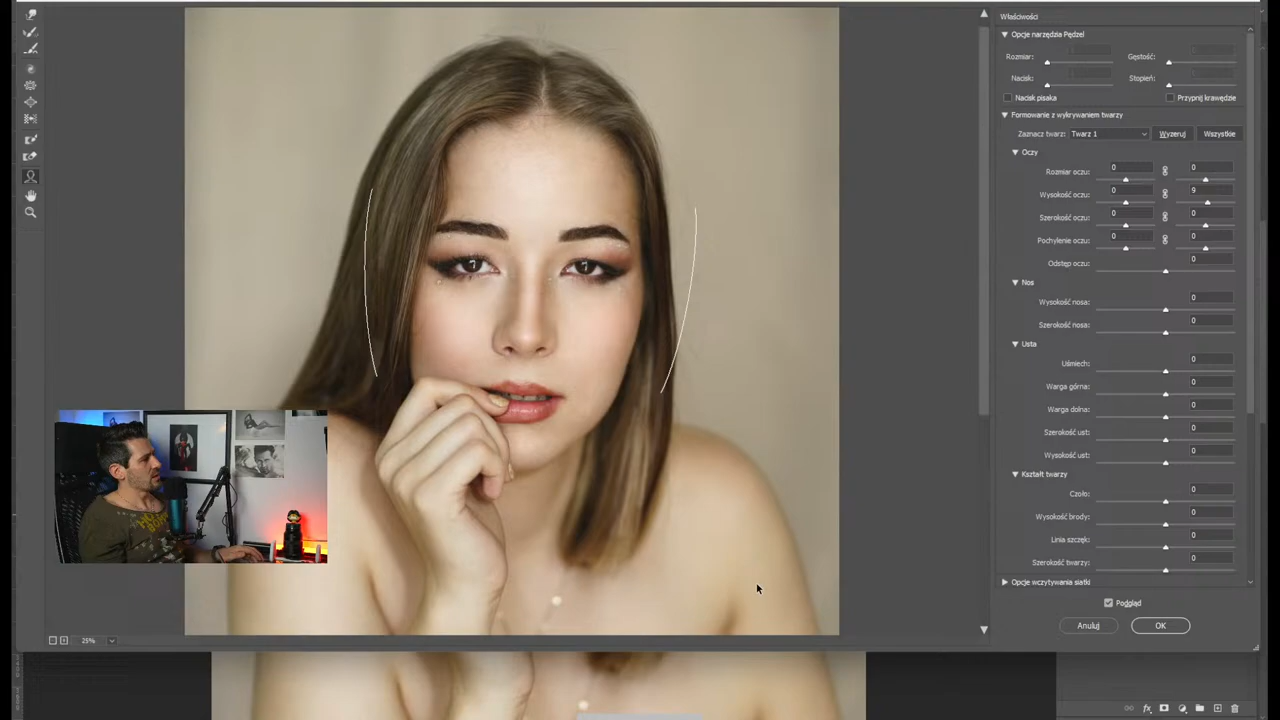 Właściwości
Opcje narzędzia Pędzel
Rozmiar:
Gęstość:
Nacisk:
Stopień:
Nacisk pisaka
Przypnij krawędzie
Formowanie z wykrywaniem twarzy
Zaznacz twarz: Twarz 1 Wyzeruj Wszystkie
Oczy
Rozmiar oczu: 0 0
Wysokość oczu: 0 9
Szerokość oczu: 0 0
Pochylenie oczu: 0 0
Odstęp oczu: 0
Nos
Wysokość nosa: 0
Szerokość nosa: 0
Usta
Uśmiech: 0
Warga górna: 0
Warga dolna: 0
Szerokość ust: 0
Wysokość ust: 0
Kształt twarzy
Czoło: 0
Wysokość brody: 0
Linia szczęk: 0
Szerokość twarzy: 0
Opcje wczytywania siatki
Podgląd
Anuluj OK
25%
fx